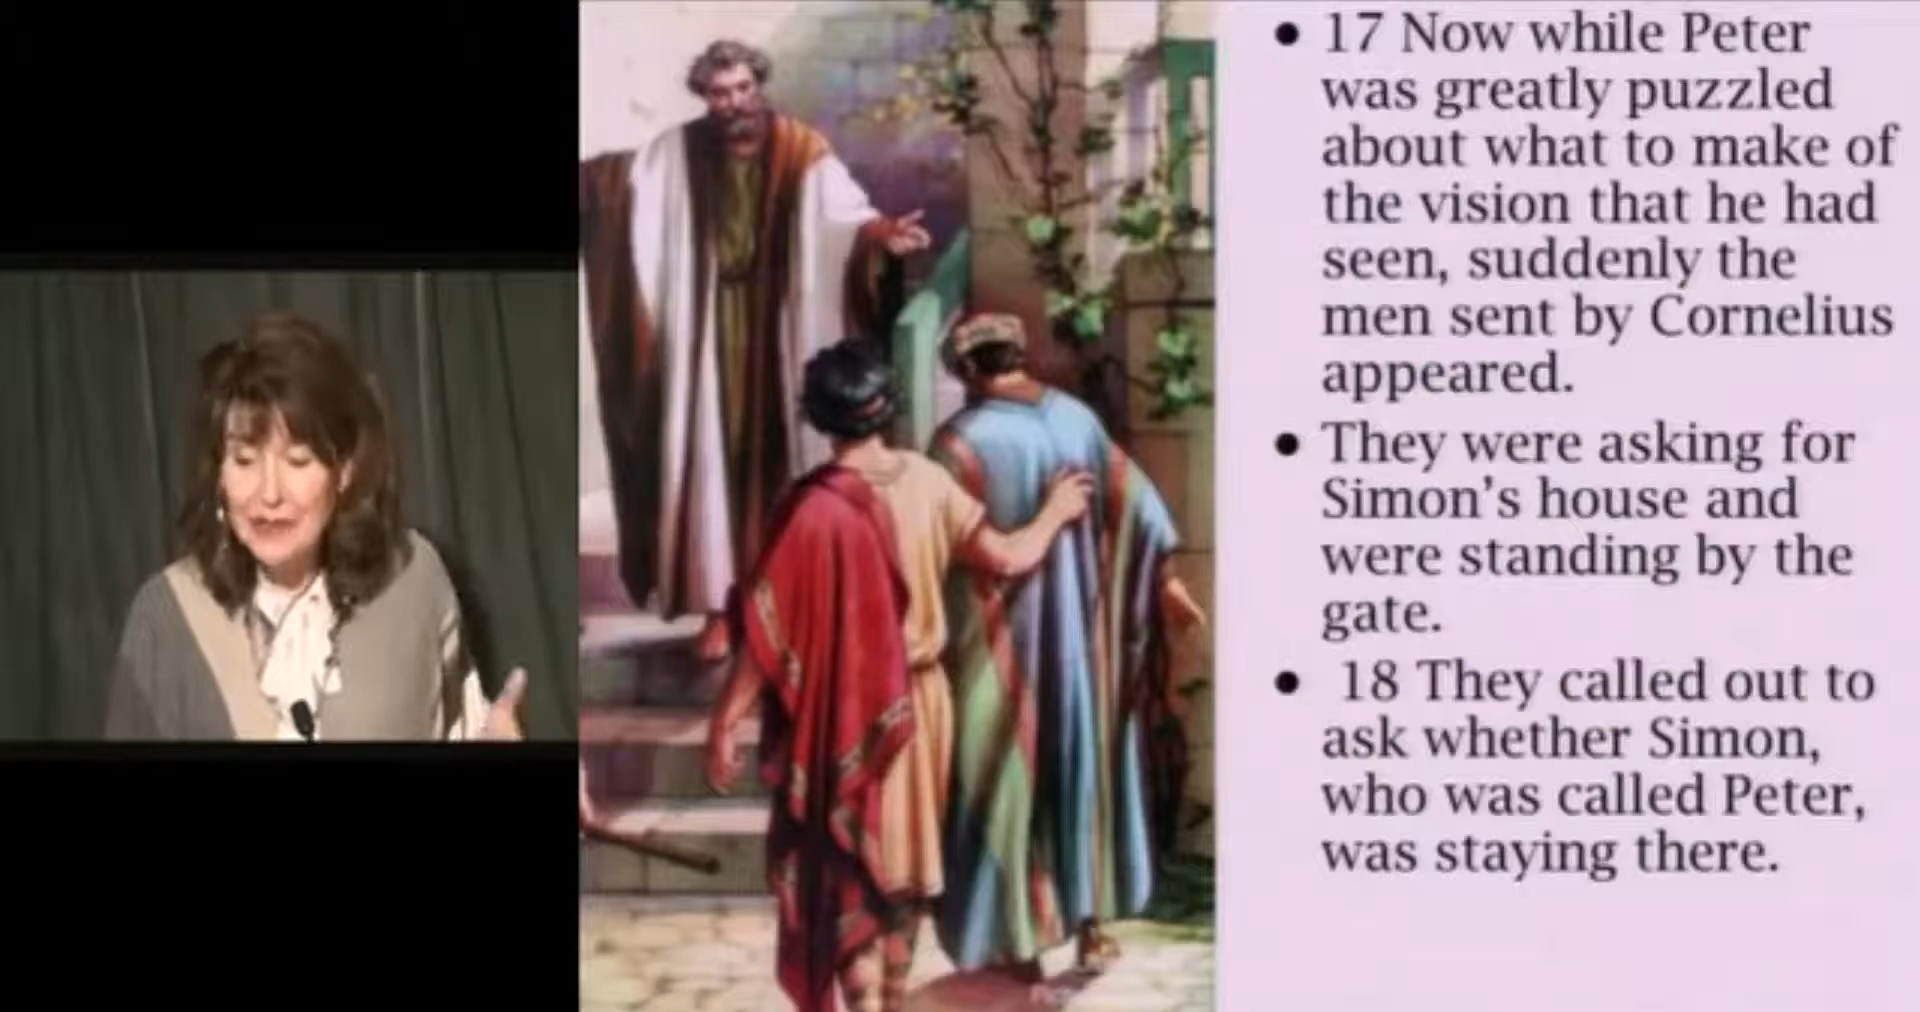 • 17 Now while Peter
was greatly puzzled
about what to make of
the vision that he had
seen, suddenly the
men sent by Cornelius
appeared.
• They were asking for
Simon’s house and
were standing by the
gate.
• 18 They called out to
ask whether Simon,
who was called Peter,
was staying there.